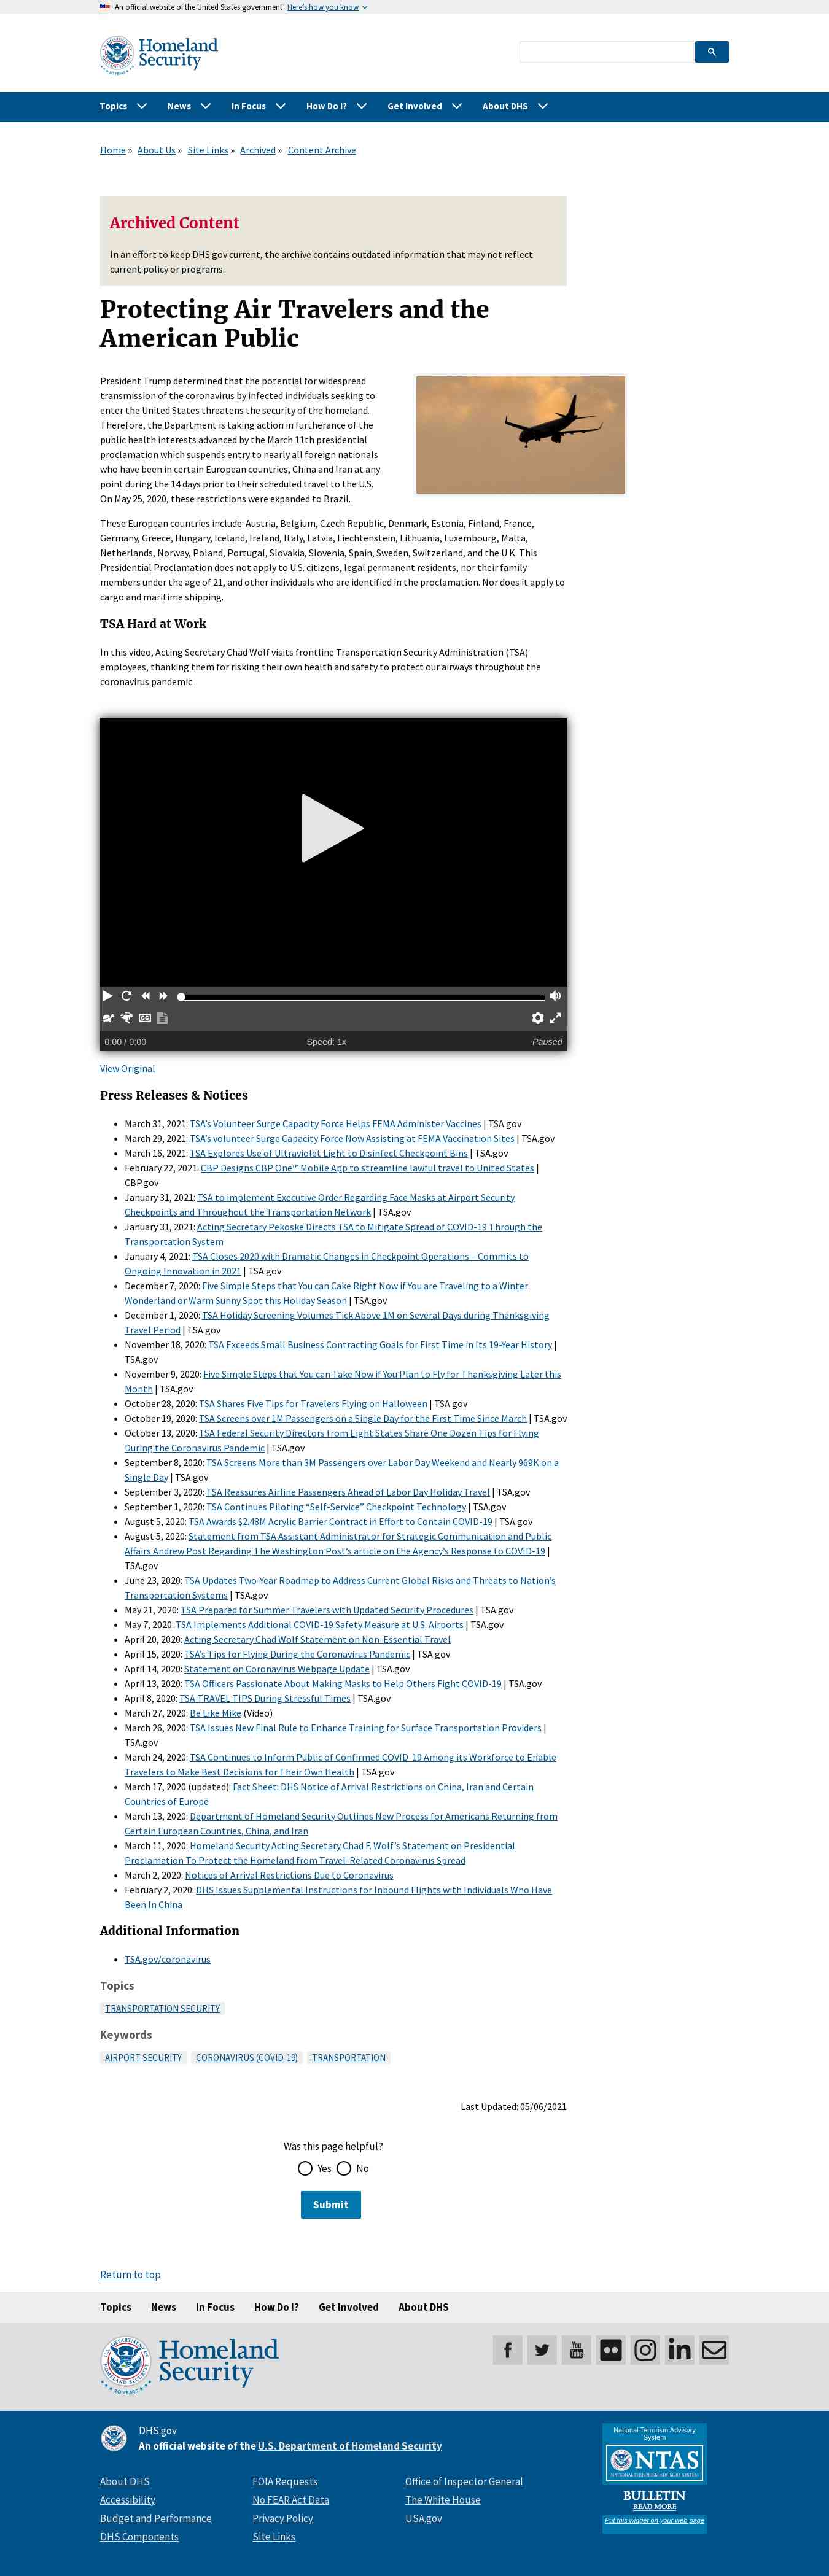 An official website of the United States government Here's how you know
Homeland
Security
Topics News In Focus How Do I? Get Involved About DHS
Home » About Us » Site Links » Archived » Content Archive
Archived Content
In an effort to keep DHS.gov current, the archive contains outdated information that may not reflect
current policy or programs.
Protecting Air Travelers and the
American Public
President Trump determined that the potential for widespread
transmission of the coronavirus by infected individuals seeking to
enter the United States threatens the security of the homeland.
Therefore, the Department is taking action in furtherance of the
public health interests advanced by the March 11th presidential
proclamation which suspends entry to nearly all foreign nationals
who have been in certain European countries, China and Iran at any
point during the 14 days prior to their scheduled travel to the U.S.
On May 25, 2020, these restrictions were expanded to Brazil.
These European countries include: Austria, Belgium, Czech Republic, Denmark, Estonia, Finland, France,
Germany, Greece, Hungary, Iceland, Ireland, Italy, Latvia, Liechtenstein, Lithuania, Luxembourg, Malta,
Netherlands, Norway, Poland, Portugal, Slovakia, Slovenia, Spain, Sweden, Switzerland, and the U.K. This
Presidential Proclamation does not apply to U.S. citizens, legal permanent residents, nor their family
members under the age of 21, and other individuals who are identified in the proclamation. Nor does it apply to
cargo and maritime shipping.
TSA Hard at Work
In this video, Acting Secretary Chad Wolf visits frontline Transportation Security Administration (TSA)
employees, thanking them for risking their own health and safety to protect our airways throughout the
coronavirus pandemic.
0:00 / 0:00 Speed: 1x Paused
View Original
Press Releases & Notices
• March 31, 2021: TSA's Volunteer Surge Capacity Force Helps FEMA Administer Vaccines | TSA.gov
• March 29, 2021: TSA's volunteer Surge Capacity Force Now Assisting at FEMA Vaccination Sites | TSA.gov
• March 16, 2021: TSA Explores Use of Ultraviolet Light to Disinfect Checkpoint Bins | TSA.gov
• February 22, 2021: CBP Designs CBP One™ Mobile App to streamline lawful travel to United States |
CBP.gov
• January 31, 2021: TSA to implement Executive Order Regarding Face Masks at Airport Security
Checkpoints and Throughout the Transportation Network | TSA.gov
• January 31, 2021: Acting Secretary Pekoske Directs TSA to Mitigate Spread of COVID-19 Through the
Transportation System
• January 4, 2021: TSA Closes 2020 with Dramatic Changes in Checkpoint Operations – Commits to
Ongoing Innovation in 2021 | TSA.gov
• December 7, 2020: Five Simple Steps that You can Cake Right Now if You are Traveling to a Winter
Wonderland or Warm Sunny Spot this Holiday Season | TSA.gov
• December 1, 2020: TSA Holiday Screening Volumes Tick Above 1M on Several Days during Thanksgiving
Travel Period | TSA.gov
• November 18, 2020: TSA Exceeds Small Business Contracting Goals for First Time in Its 19-Year History |
TSA.gov
• November 9, 2020: Five Simple Steps that You can Take Now if You Plan to Fly for Thanksgiving Later this
Month | TSA.gov
• October 28, 2020: TSA Shares Five Tips for Travelers Flying on Halloween | TSA.gov
• October 19, 2020: TSA Screens over 1M Passengers on a Single Day for the First Time Since March | TSA.gov
• October 13, 2020: TSA Federal Security Directors from Eight States Share One Dozen Tips for Flying
During the Coronavirus Pandemic | TSA.gov
• September 8, 2020: TSA Screens More than 3M Passengers over Labor Day Weekend and Nearly 969K on a
Single Day | TSA.gov
• September 3, 2020: TSA Reassures Airline Passengers Ahead of Labor Day Holiday Travel | TSA.gov
• September 1, 2020: TSA Continues Piloting “Self-Service” Checkpoint Technology | TSA.gov
• August 5, 2020: TSA Awards $2.48M Acrylic Barrier Contract in Effort to Contain COVID-19 | TSA.gov
• August 5, 2020: Statement from TSA Assistant Administrator for Strategic Communication and Public
Affairs Andrew Post Regarding The Washington Post's article on the Agency's Response to COVID-19 |
TSA.gov
• June 23, 2020: TSA Updates Two-Year Roadmap to Address Current Global Risks and Threats to Nation's
Transportation Systems | TSA.gov
• May 21, 2020: TSA Prepared for Summer Travelers with Updated Security Procedures | TSA.gov
• May 7, 2020: TSA Implements Additional COVID-19 Safety Measure at U.S. Airports | TSA.gov
• April 20, 2020: Acting Secretary Chad Wolf Statement on Non-Essential Travel
• April 15, 2020: TSA's Tips for Flying During the Coronavirus Pandemic | TSA.gov
• April 14, 2020: Statement on Coronavirus Webpage Update | TSA.gov
• April 13, 2020: TSA Officers Passionate About Making Masks to Help Others Fight COVID-19 | TSA.gov
• April 8, 2020: TSA TRAVEL TIPS During Stressful Times | TSA.gov
• March 27, 2020: Be Like Mike (Video)
• March 26, 2020: TSA Issues New Final Rule to Enhance Training for Surface Transportation Providers |
TSA.gov
• March 24, 2020: TSA Continues to Inform Public of Confirmed COVID-19 Among its Workforce to Enable
Travelers to Make Best Decisions for Their Own Health | TSA.gov
• March 17, 2020 (updated): Fact Sheet: DHS Notice of Arrival Restrictions on China, Iran and Certain
Countries of Europe
• March 13, 2020: Department of Homeland Security Outlines New Process for Americans Returning from
Certain European Countries, China, and Iran
• March 11, 2020: Homeland Security Acting Secretary Chad F. Wolf's Statement on Presidential
Proclamation To Protect the Homeland from Travel-Related Coronavirus Spread
• March 2, 2020: Notices of Arrival Restrictions Due to Coronavirus
• February 2, 2020: DHS Issues Supplemental Instructions for Inbound Flights with Individuals Who Have
Been In China
Additional Information
• TSA.gov/coronavirus
Topics
TRANSPORTATION SECURITY
Keywords
AIRPORT SECURITY CORONAVIRUS (COVID-19) TRANSPORTATION
Last Updated: 05/06/2021
Was this page helpful?
Yes No
Submit
Return to top
Topics News In Focus How Do I? Get Involved About DHS
Homeland
Security
DHS.gov
An official website of the U.S. Department of Homeland Security
About DHS FOIA Requests Office of Inspector General
Accessibility No FEAR Act Data The White House
Budget and Performance Privacy Policy USA.gov
DHS Components Site Links
National Terrorism Advisory
System
NTAS
NATIONAL TERRORISM ADVISORY SYSTEM
BULLETIN
READ MORE
Put this widget on your web page